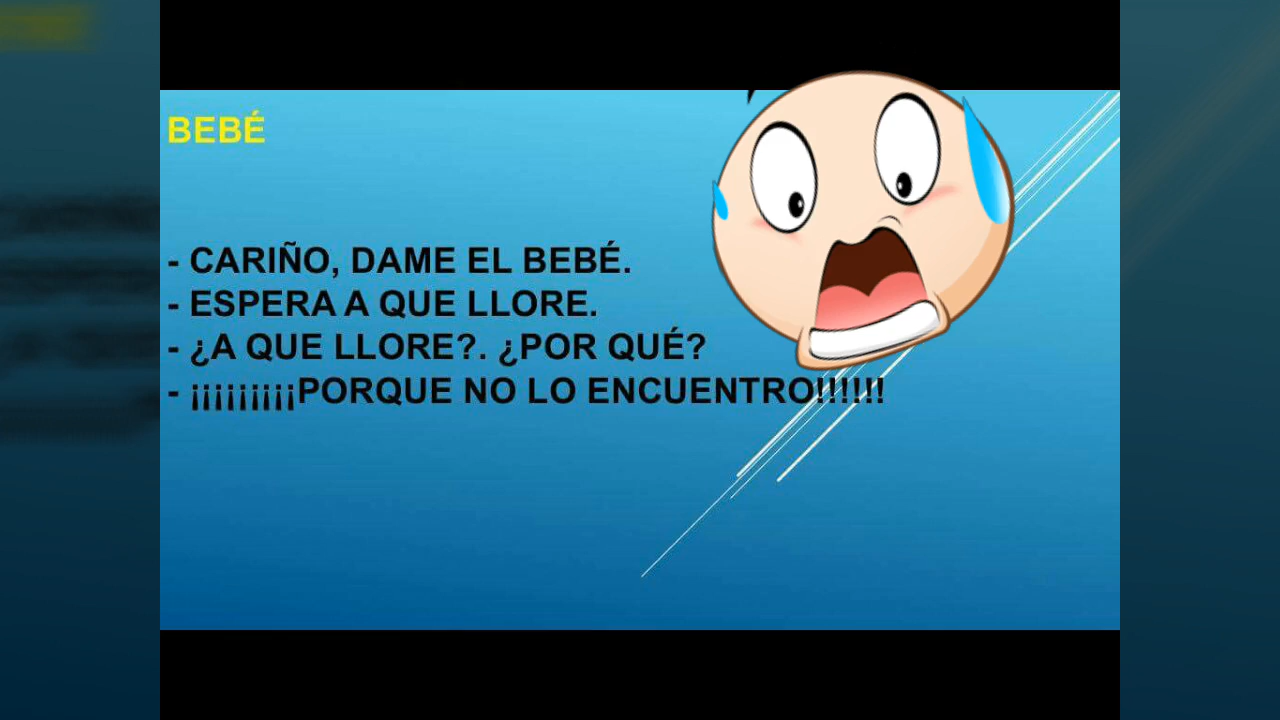 BEBÉ
- CARIÑO, DAME EL BEBÉ.
- ESPERA A QUE LLORE.
- ¿A QUE LLORE?. ¿POR QUÉ?
- ¡¡¡¡¡¡¡¡¡PORQUE NO LO ENCUENTRO!!!!!!